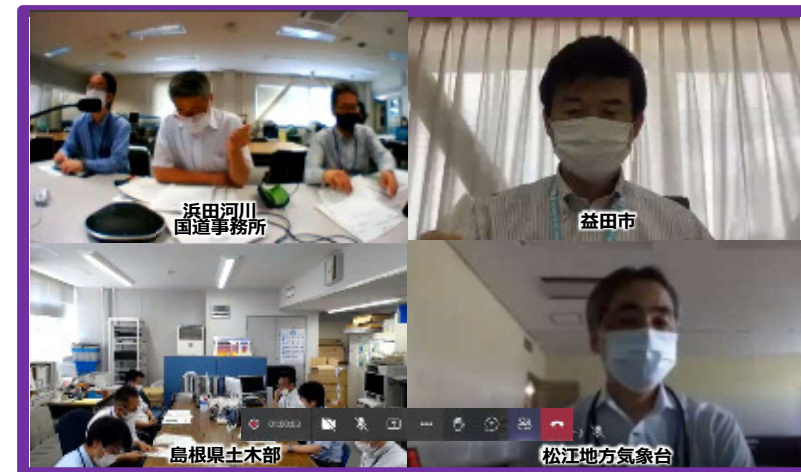 浜田河川
国道事務所
益田市
島根県土木部
松江地方気象台